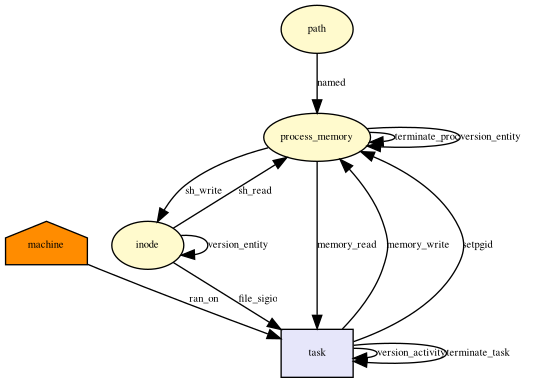 path
named
process_memory
terminate_proc
version_entity
sh_write
sh_read
machine
inode
version_entity
memory_read
memory_write
setpgid
ran_on
file_sigio
task
version_activity
terminate_task